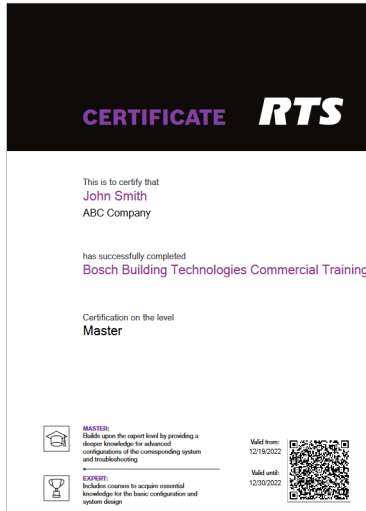 CERTIFICATE RTS
This is to certify that
John Smith
ABC Company
has successfully completed
Bosch Building Technologies Commercial Training
Certification on the level
Master
MASTER:
Builds upon the expert level by providing a
deeper knowledge for advanced
configurations of the corresponding system
and troubleshooting
EXPERT:
Includes courses to acquire essential
knowledge for the basic configuration and
system design
Valid from:
12/19/2022
Valid until:
12/30/2022